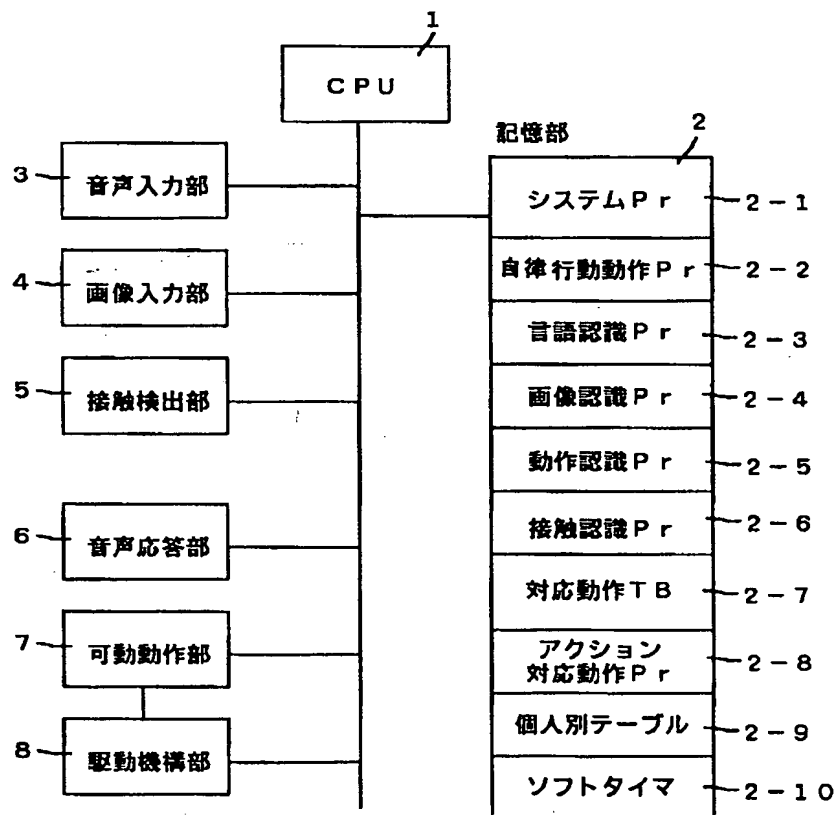 1
CPU
記憶部
2
3
音声入力部
4
画像入力部
5
接触検出部
6
音声応答部
7
可動動作部
8
駆動機構部
システムPr
2-1
自律行動動作Pr
2-2
言語認識Pr
2-3
画像認識Pr
2-4
動作認識Pr
2-5
接触認識Pr
2-6
対応動作TB
2-7
アクション
対応動作Pr
2-8
個人別テーブル
2-9
ソフトタイマ
2-10